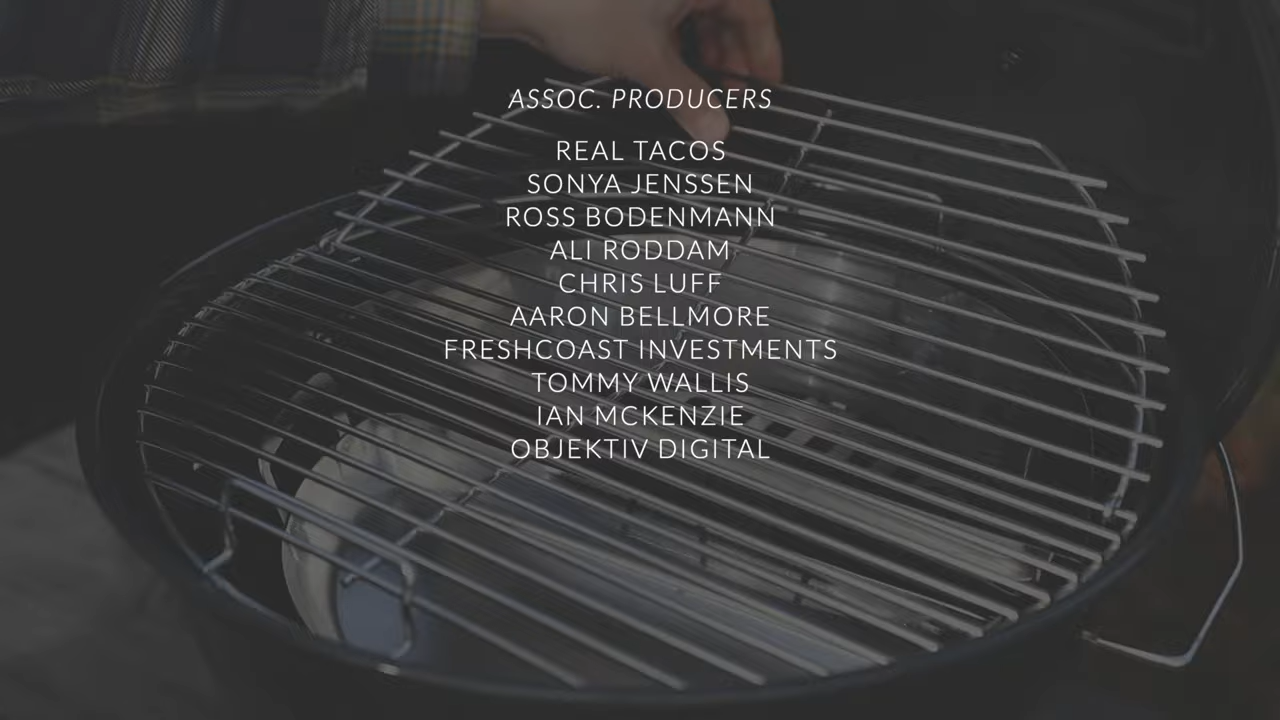 ASSOC. PRODUCERS
REAL TACOS
SONYA JENSSEN
ROSS BODENMANN
ALI RODDAM
CHRIS LUFF
AARON BELLMORE
FRESHCOAST INVESTMENTS
TOMMY WALLIS
IAN MCKENZIE
OBJEKTIV DIGITAL